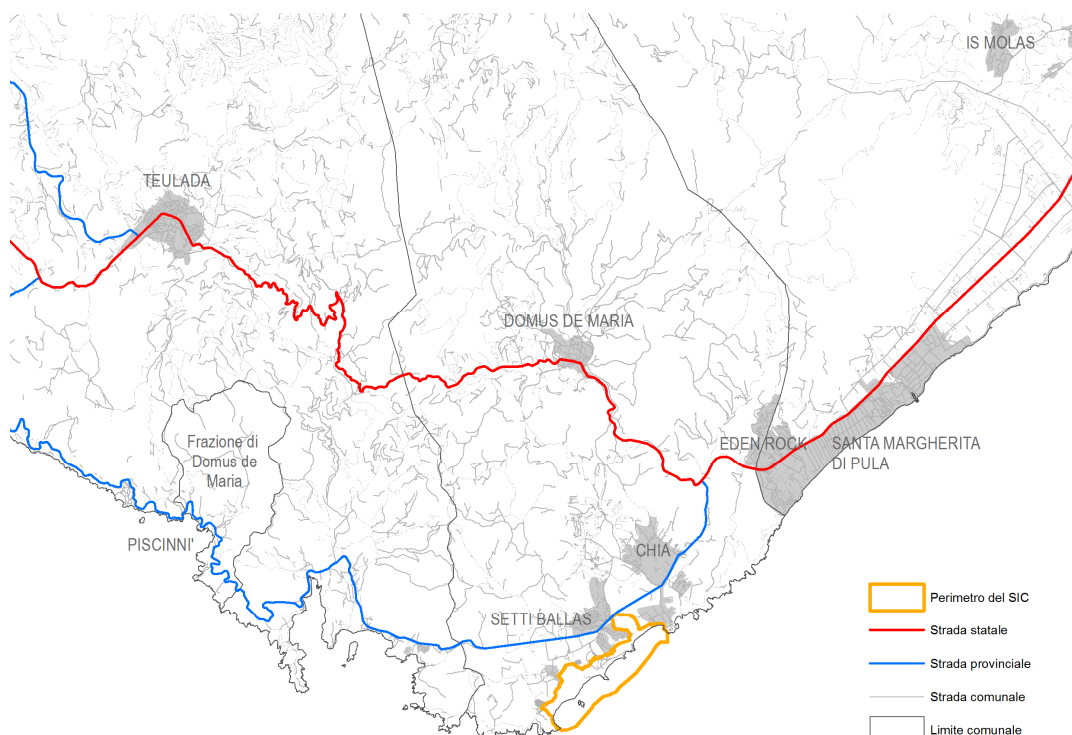 IS MOLAS
TEULADA
DOMUS DE MARIA
Frazione di
Domus de
Maria
EDEN ROCK
SANTA MARGHERITA
DI PULA
PISCINNI'
CHIA
SETTI BALLAS
Perimetro del SIC
Strada statale
Strada provinciale
Strada comunale
Limite comunale